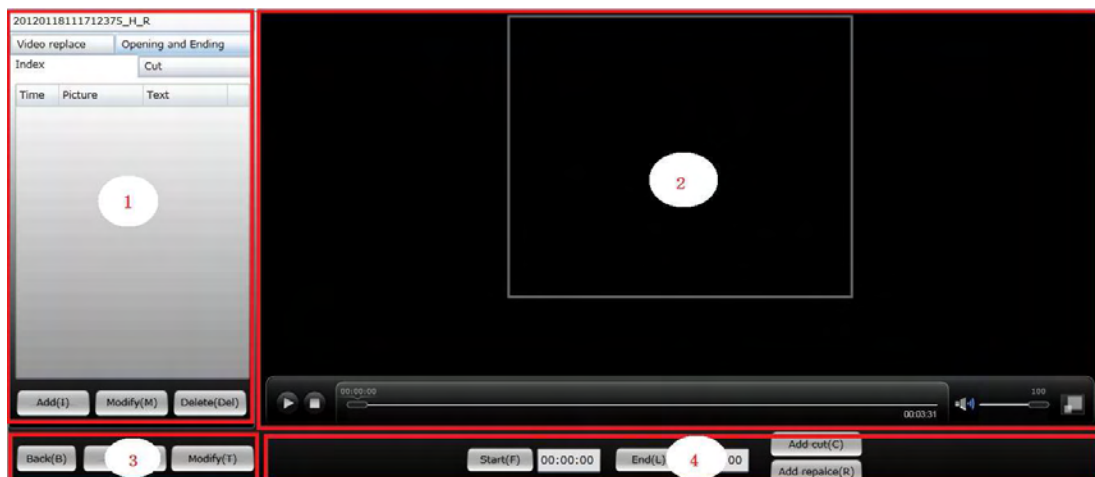 20120118111712375_H_R
Video replace Opening and Ending
Index Cut
Time Picture Text
1
2
Add(I) Modify(M) Delete(Del)
00:00:00
100
00:03:31
Back(B) 3 Modify(T)
Start(F) 00:00:00 End(L) 4 00
Add cut(C)
Add repalce(R)